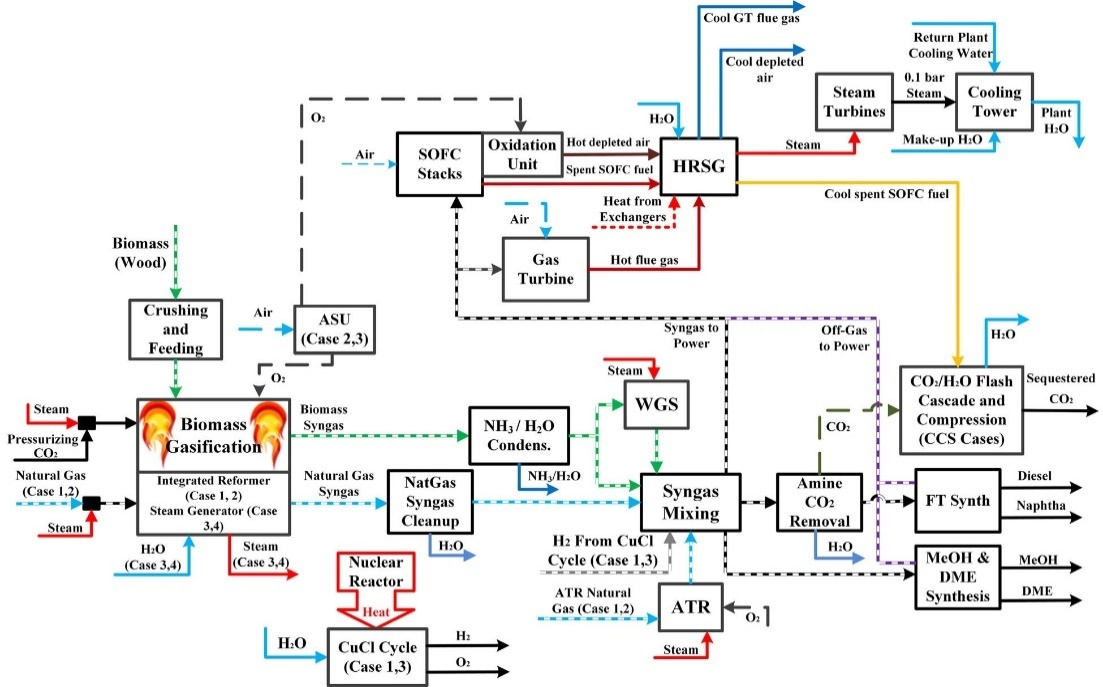 Cool GT flue gas
Cool depleted
air
Return Plant
Cooling Water
0.1 bar
Steam
Steam
Turbines
Cooling
Tower
Plant
H₂O
Make-up H₂O
O₂
H₂O
Air
SOFC
Stacks
Oxidation
Unit
Hot depleted air
Spent SOFC fuel
HRSG
Steam
Cool spent SOFC fuel
Heat from
Exchangers
Air
Gas
Turbine
Hot flue gas
Biomass
(Wood)
Crushing
and
Feeding
Air
ASU
(Case 2,3)
O₂
Syngas to
Power
Off-Gas
to Power
H₂O
CO₂/H₂O Flash
Cascade and
Compression
(CCS Cases)
Sequestered
CO₂
Steam
Pressurizing
CO₂
Natural Gas
(Case 1,2)
Steam
Biomass
Gasification
Integrated Reformer
(Case 1, 2)
Steam Generator (Case
3,4)
H₂O
(Case 3,4)
Steam
(Case 3,4)
Biomass
Syngas
Natural Gas
Syngas
NH₃ / H₂O
Condens.
NH₃/H₂O
NatGas
Syngas
Cleanup
H₂O
Steam
WGS
Syngas
Mixing
CO₂
Amine
CO₂
Removal
H₂O
FT Synth
Diesel
Naphtha
MeOH &
DME
Synthesis
MeOH
DME
H2 From CuCl
Cycle (Case 1,3)
ATR Natural
Gas (Case 1,2)
ATR
O₂
Steam
Nuclear
Reactor
Heat
H₂O
CuCl Cycle
(Case 1,3)
H₂
O₂